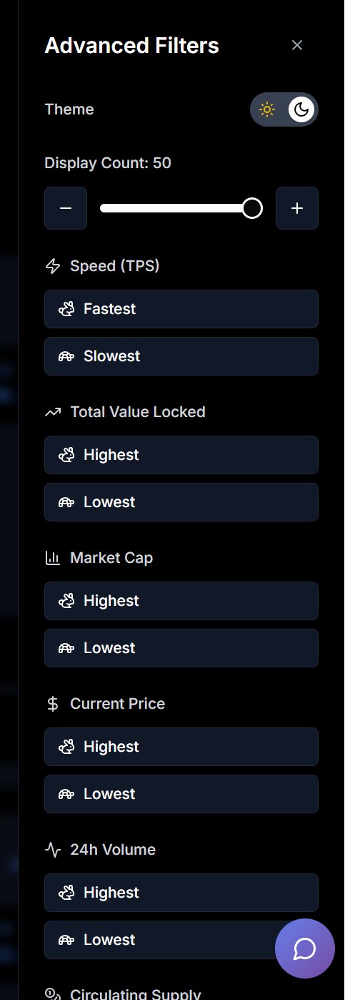 Advanced Filters
Theme
Display Count: 50
Speed (TPS)
Fastest
Slowest
Total Value Locked
Highest
Lowest
Market Cap
Highest
Lowest
Current Price
Highest
Lowest
24h Volume
Highest
Lowest
Circulating Supply